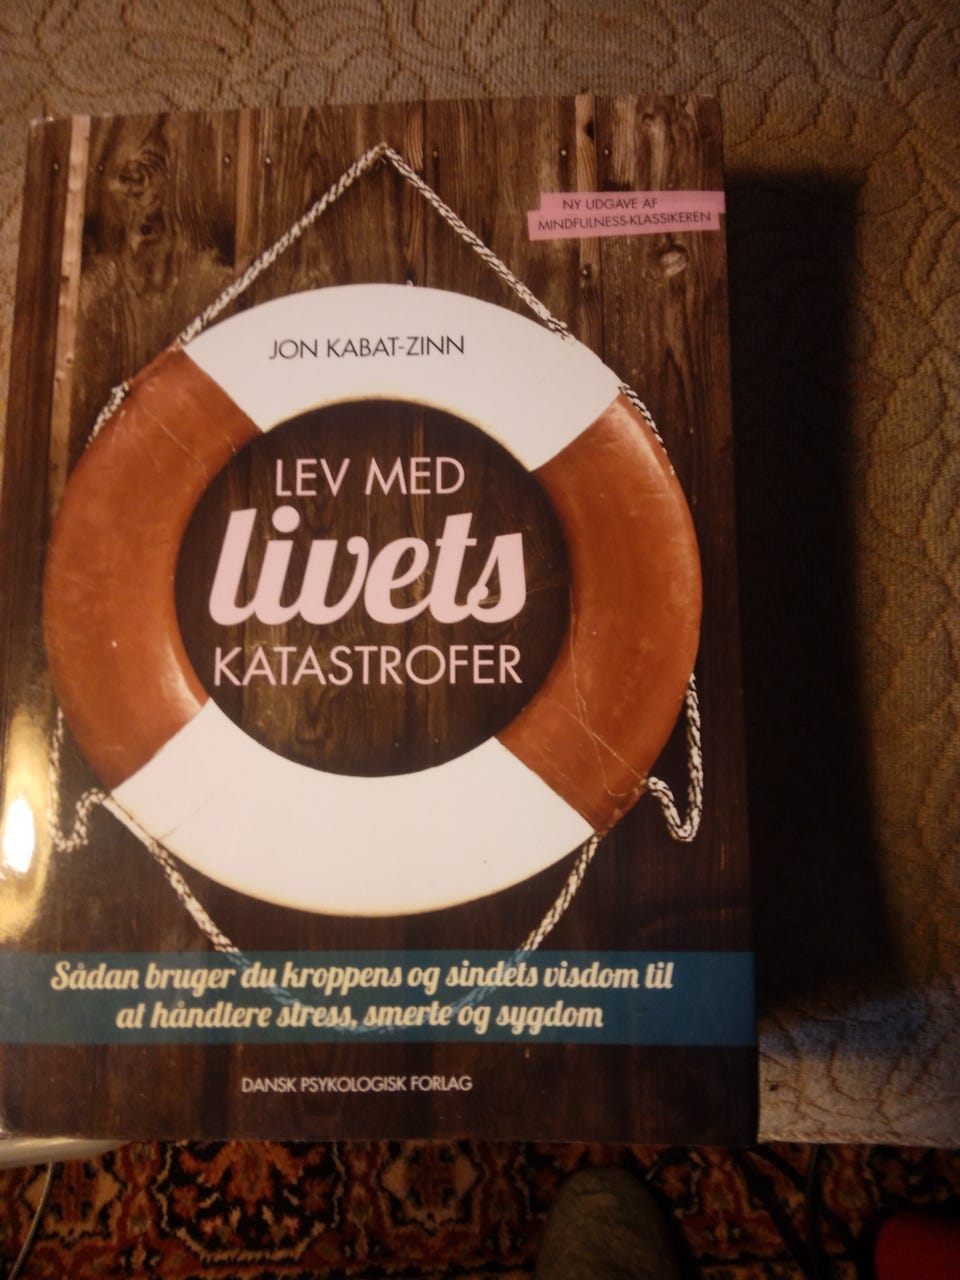 NY UDGAVE AF
MINDFULNESS-KLASSIKEREN
JON KABAT-ZINN
LEV MED
livets
KATASTROFER
Sådan bruger du kroppens og sindets visdom til
at håndtere stress, smerte og sygdom
DANSK PSYKOLOGISK FORLAG